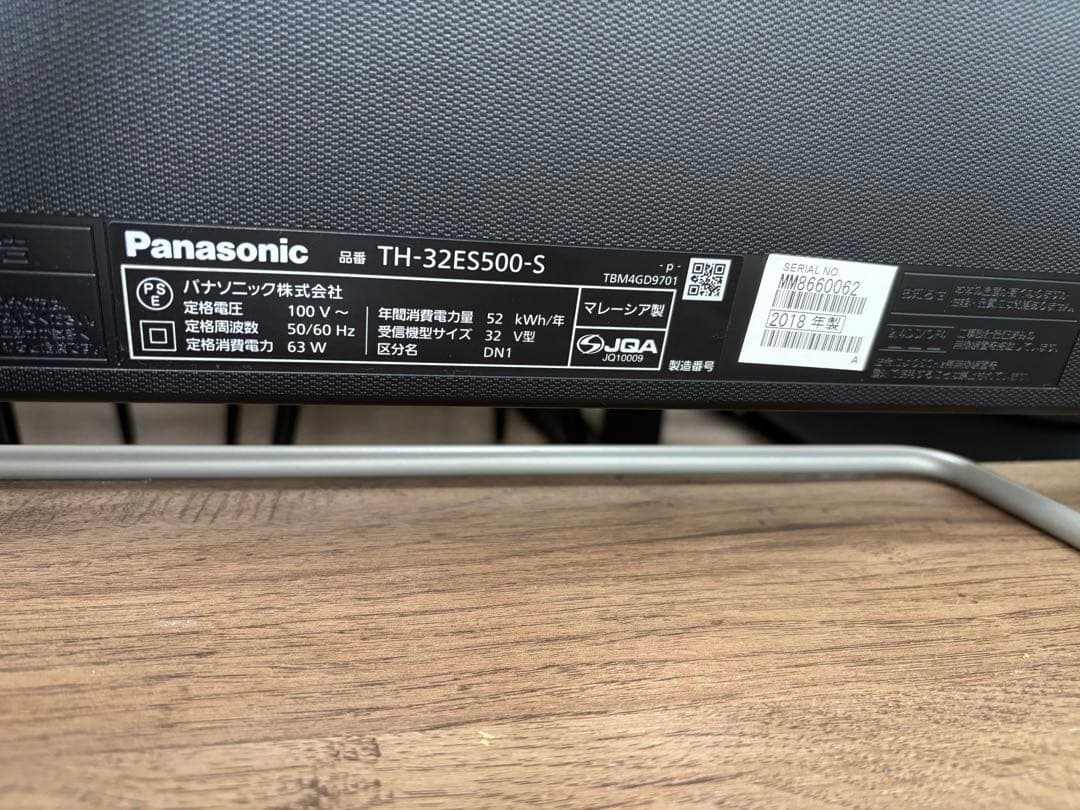 Panasonic 品番 TH-32ES500-S
-p-
TBM4GD9701
PSE パナソニック株式会社
定格電圧 100 V～
定格周波数 50/60 Hz
定格消費電力 63 W
年間消費電力量 52 kWh/年
受信機型サイズ 32 V型
区分名 DN1
マレーシア製
JQA
JQ10009
製造番号
SERIAL NO.
MM8660062
2018 年製
A